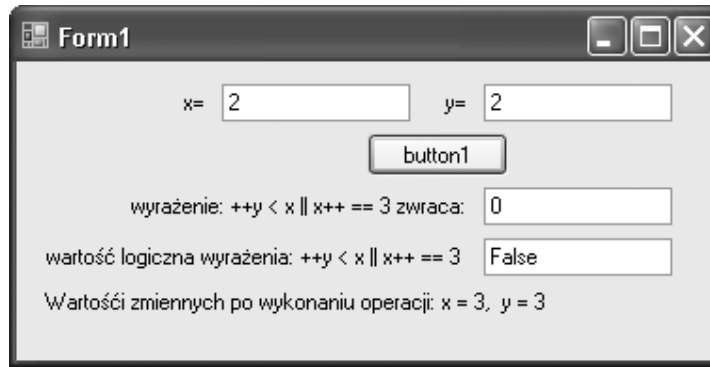 Form1
x= 2 y= 2
button1
wyrażenie: ++y < x || x++ == 3 zwraca: 0
wartość logiczna wyrażenia: ++y < x || x++ == 3 False
Wartośći zmiennych po wykonaniu operacji: x = 3, y = 3